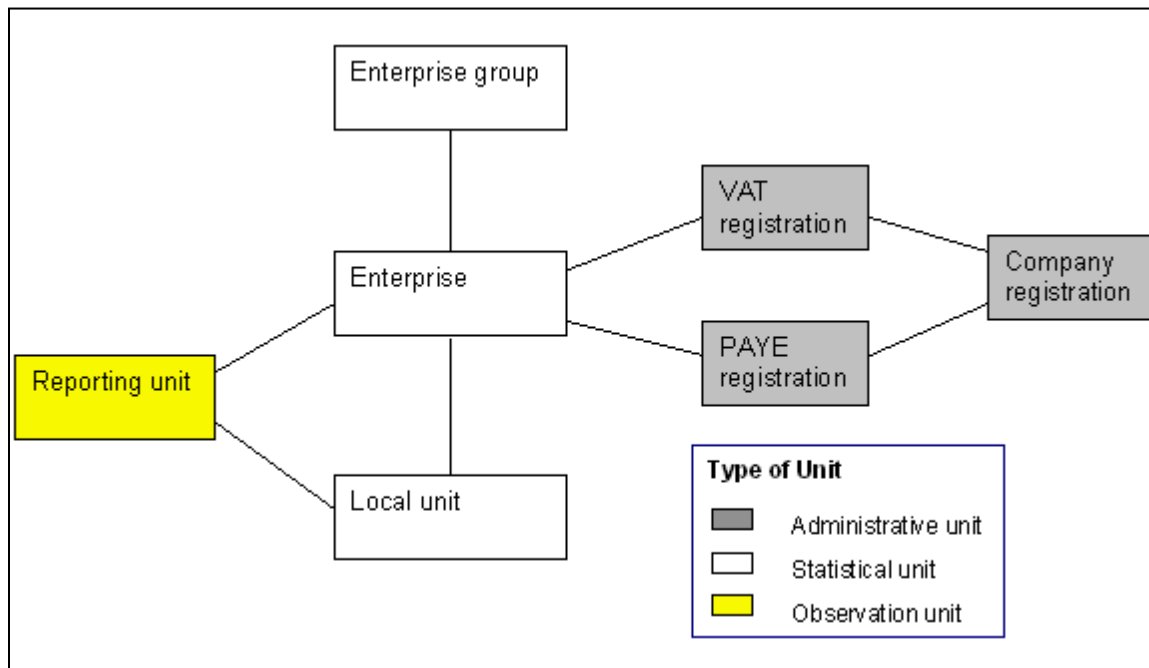 Enterprise group
VAT
registration
Company
registration
Enterprise
PAYE
registration
Reporting unit
Local unit
Type of Unit
Administrative unit
Statistical unit
Observation unit